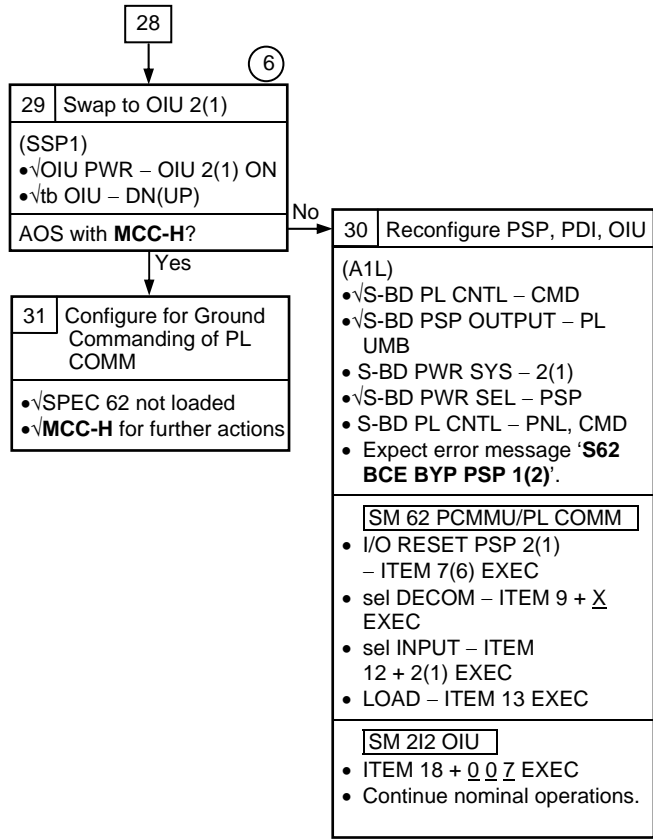 28
6
29 Swap to OIU 2(1)
(SSP1)
•√OIU PWR – OIU 2(1) ON
•√tb OIU – DN(UP)
AOS with MCC-H?
No
Yes
31 Configure for Ground
Commanding of PL
COMM
•√SPEC 62 not loaded
•√MCC-H for further actions
30 Reconfigure PSP, PDI, OIU
(A1L)
•√S-BD PL CNTL – CMD
•√S-BD PSP OUTPUT – PL
UMB
• S-BD PWR SYS – 2(1)
•√S-BD PWR SEL – PSP
• S-BD PL CNTL – PNL, CMD
• Expect error message ‘S62
BCE BYP PSP 1(2)’.
SM 62 PCMMU/PL COMM
• I/O RESET PSP 2(1)
– ITEM 7(6) EXEC
• sel DECOM – ITEM 9 + X
EXEC
• sel INPUT – ITEM
12 + 2(1) EXEC
• LOAD – ITEM 13 EXEC
SM 2I2 OIU
• ITEM 18 + 0 0 7 EXEC
• Continue nominal operations.